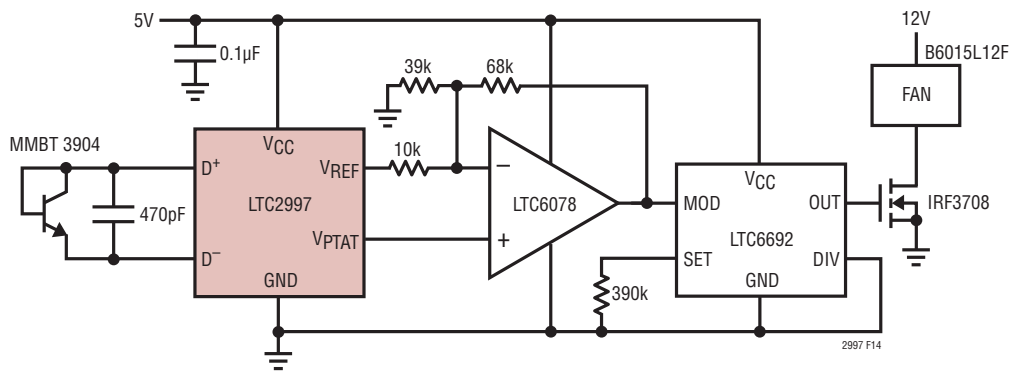 5V
0.1µF
39k
68k
12V
B6015L12F
FAN
MMBT 3904
470pF
D+
D−
VCC
LTC2997
VREF
VPTAT
GND
10k
−
LTC6078
+
VCC
MOD
OUT
LTC6692
SET
DIV
GND
390k
IRF3708
2997 F14